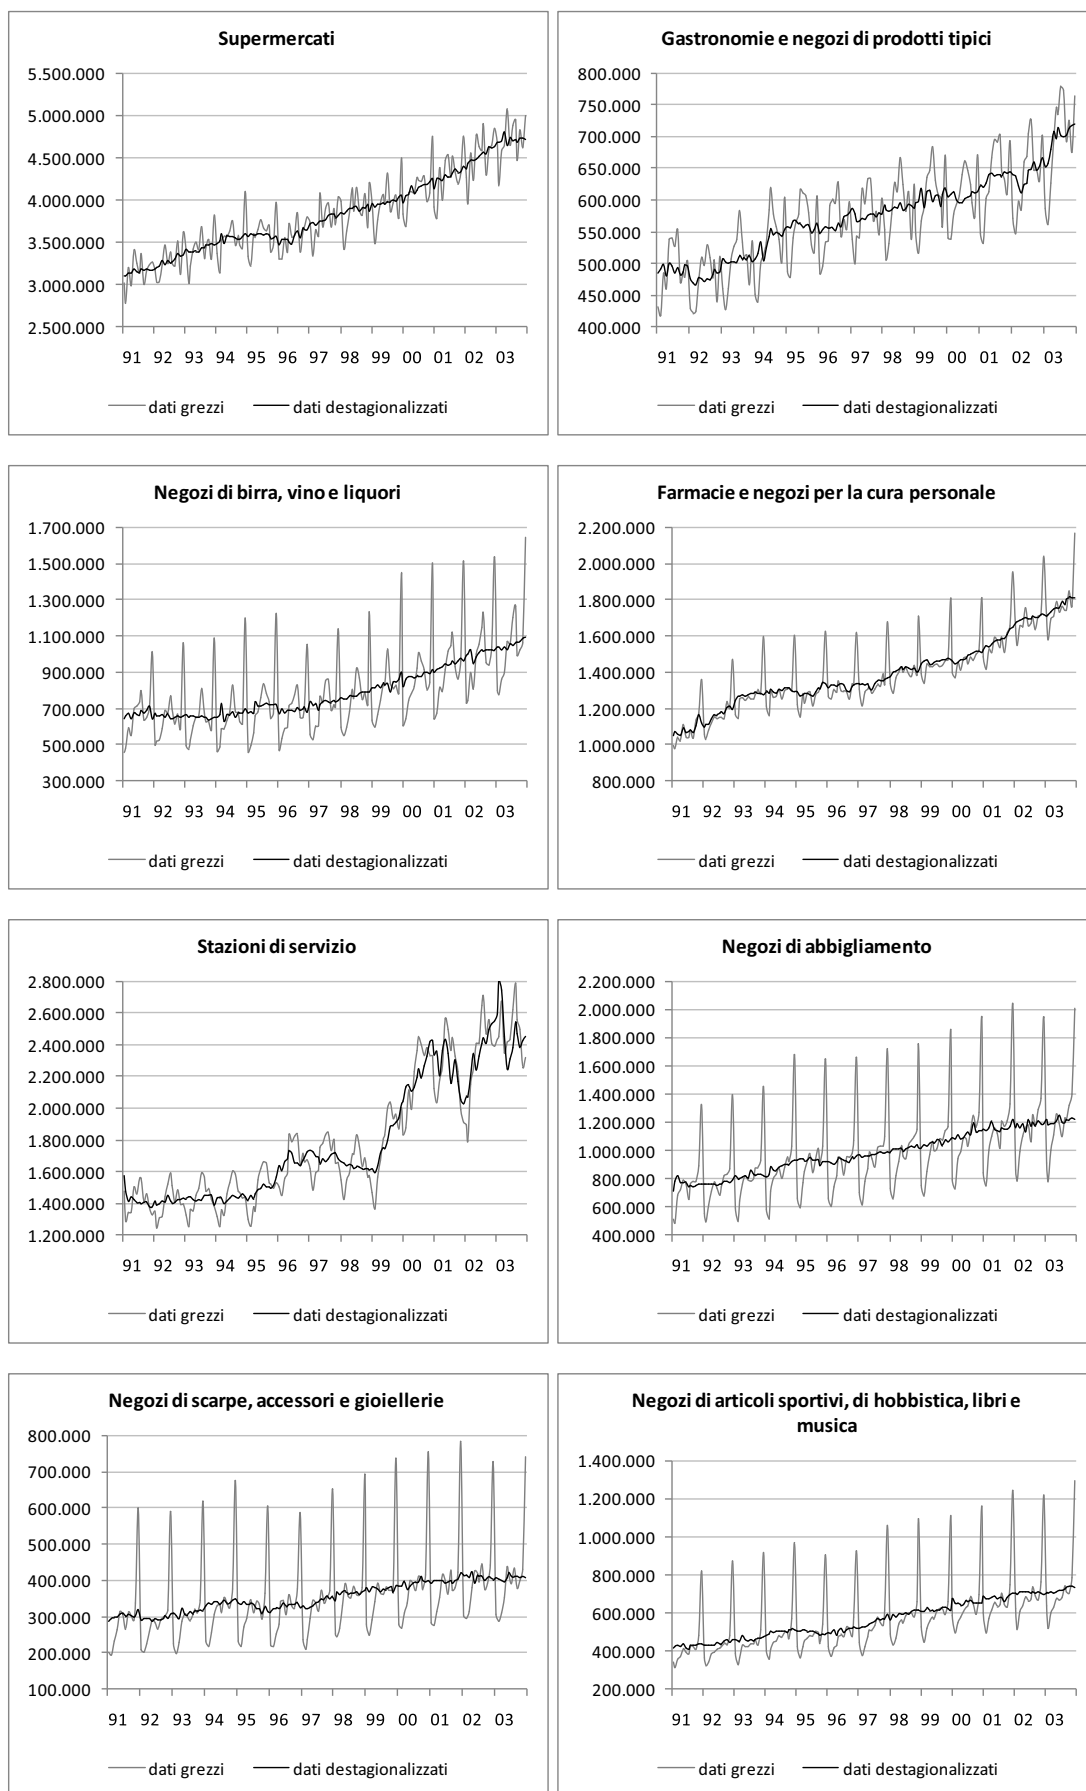 Supermercati
5.500.000
5.000.000
4.500.000
4.000.000
3.500.000
3.000.000
2.500.000
91 92 93 94 95 96 97 98 99 00 01 02 03
dati grezzi dati destagionalizzati
Gastronomie e negozi di prodotti tipici
800.000
750.000
700.000
650.000
600.000
550.000
500.000
450.000
400.000
91 92 93 94 95 96 97 98 99 00 01 02 03
dati grezzi dati destagionalizzati
Negozi di birra, vino e liquori
1.700.000
1.500.000
1.300.000
1.100.000
900.000
700.000
500.000
300.000
91 92 93 94 95 96 97 98 99 00 01 02 03
dati grezzi dati destagionalizzati
Farmacie e negozi per la cura personale
2.200.000
2.000.000
1.800.000
1.600.000
1.400.000
1.200.000
1.000.000
800.000
91 92 93 94 95 96 97 98 99 00 01 02 03
dati grezzi dati destagionalizzati
Stazioni di servizio
2.800.000
2.600.000
2.400.000
2.200.000
2.000.000
1.800.000
1.600.000
1.400.000
1.200.000
91 92 93 94 95 96 97 98 99 00 01 02 03
dati grezzi dati destagionalizzati
Negozi di abbigliamento
2.200.000
2.000.000
1.800.000
1.600.000
1.400.000
1.200.000
1.000.000
800.000
600.000
400.000
91 92 93 94 95 96 97 98 99 00 01 02 03
dati grezzi dati destagionalizzati
Negozi di scarpe, accessori e gioiellerie
800.000
700.000
600.000
500.000
400.000
300.000
200.000
100.000
91 92 93 94 95 96 97 98 99 00 01 02 03
dati grezzi dati destagionalizzati
Negozi di articoli sportivi, di hobbistica, libri e
musica
1.400.000
1.200.000
1.000.000
800.000
600.000
400.000
200.000
91 92 93 94 95 96 97 98 99 00 01 02 03
dati grezzi dati destagionalizzati